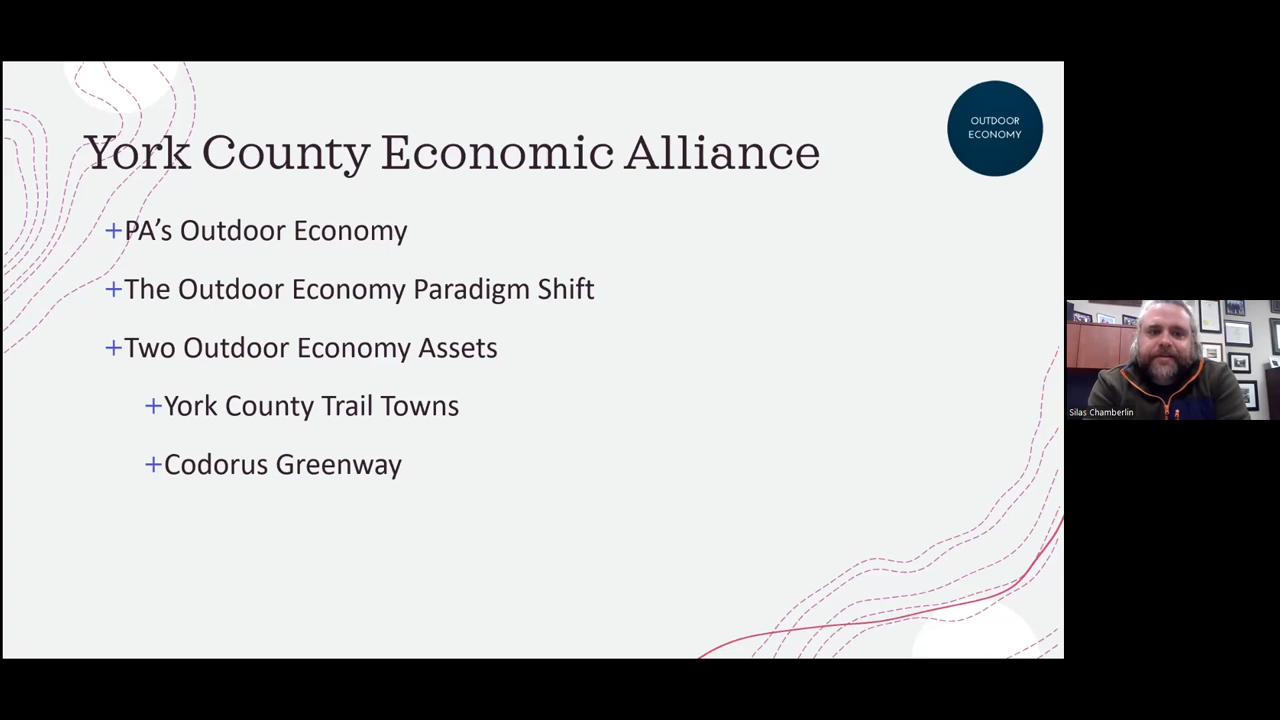 OUTDOOR
ECONOMY
York County Economic Alliance
+PA’s Outdoor Economy
+The Outdoor Economy Paradigm Shift
+Two Outdoor Economy Assets
+York County Trail Towns
+Codorus Greenway
Silas Chamberlin